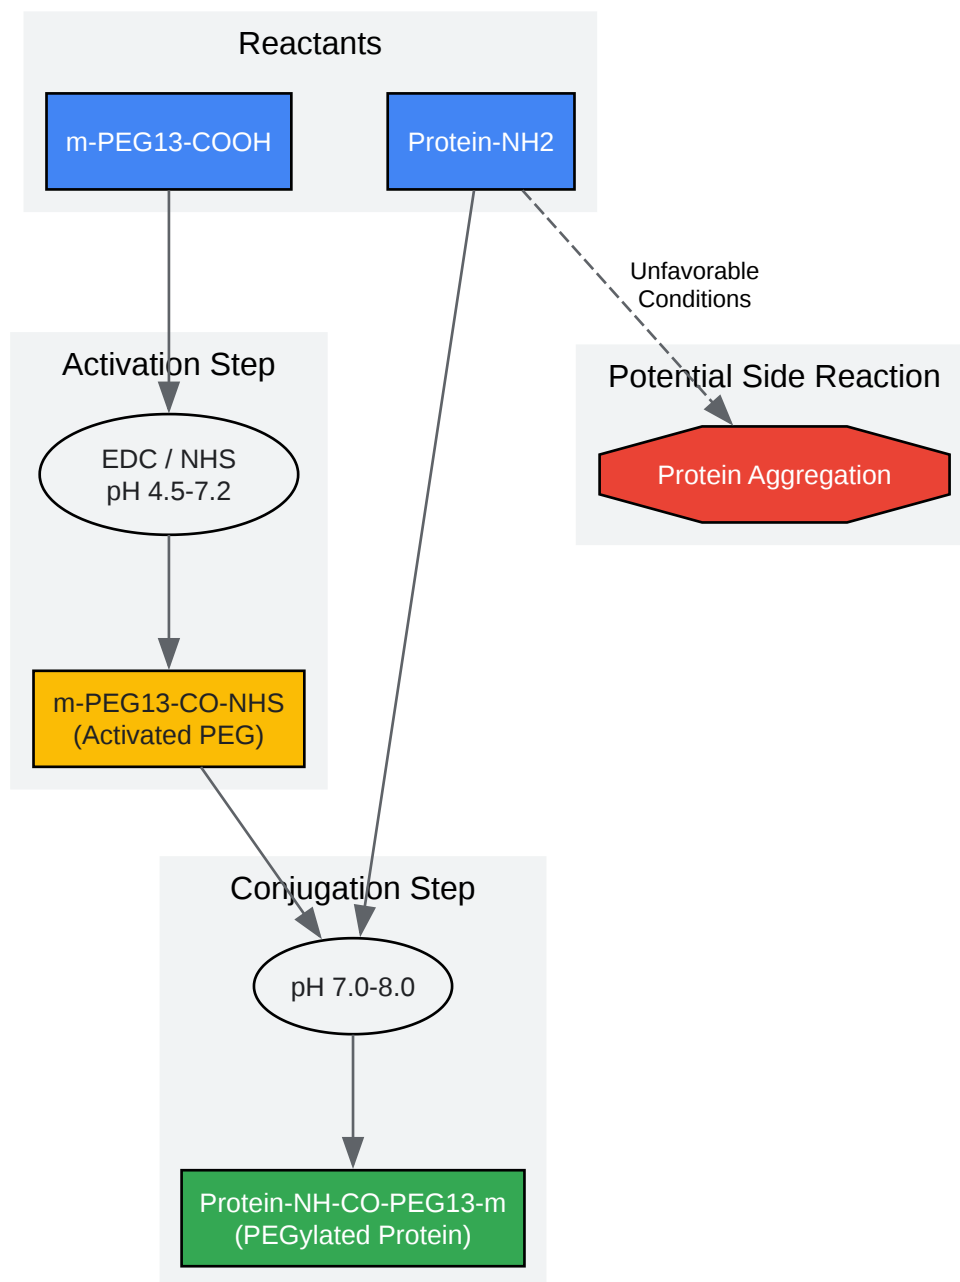 Reactants
m-PEG13-COOH
Protein-NH2
Unfavorable
Conditions
Activation Step
Potential Side Reaction
EDC / NHS
pH 4.5-7.2
Protein Aggregation
m-PEG13-CO-NHS
(Activated PEG)
Conjugation Step
pH 7.0-8.0
Protein-NH-CO-PEG13-m
(PEGylated Protein)